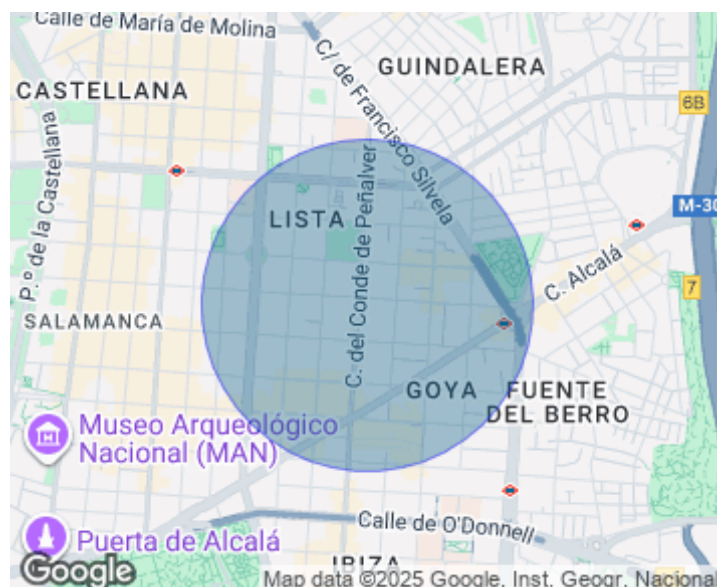 Calle de María de Molina
C/ de Francisco Silvela
GUINDALERA
CASTELLANA
6B
P.º de la Castellana
C. del Conde de Peñalver
LISTA
M-30
C. Alcalá
7
SALAMANCA
GOYA
FUENTE
DEL BERRO
Museo Arqueológico
Nacional (MAN)
Calle de O'Donnell
Puerta de Alcalá
IBIZA
Google
Map data ©2025 Google, Inst. Geogr. Nacional